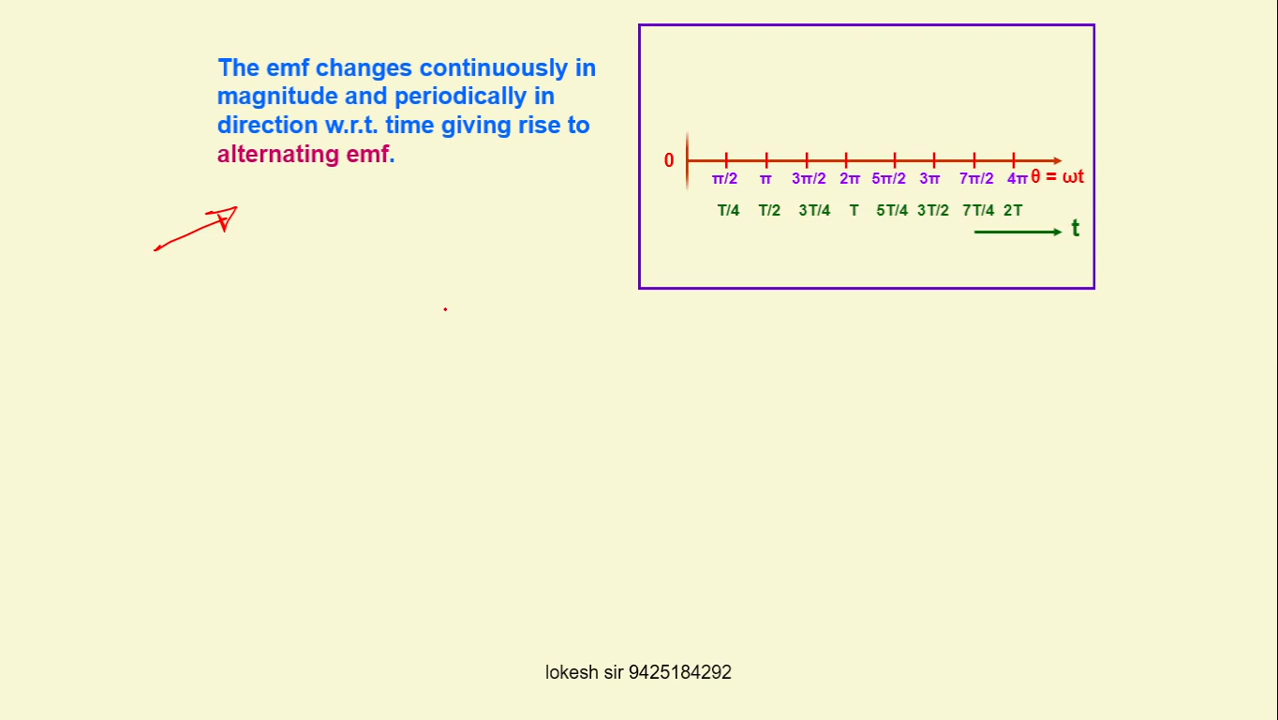 The emf changes continuously in
magnitude and periodically in
direction w.r.t. time giving rise to
alternating emf.
0
π/2 π 3π/2 2π 5π/2 3π 7π/2 4π θ = ωt
T/4 T/2 3T/4 T 5T/4 3T/2 7T/4 2T
t
lokesh sir 9425184292